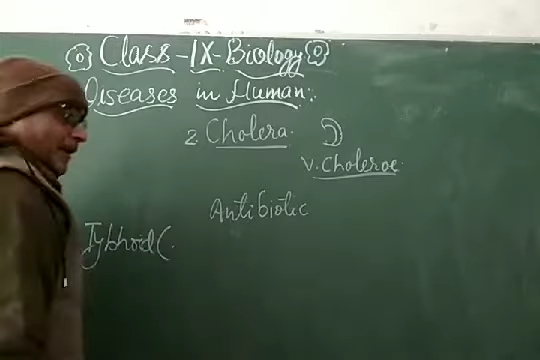 Class - IX - Biology
Diseases in Human:.
2. Cholera.
V. Choleroe.
Antibiotic
Typhoid (.